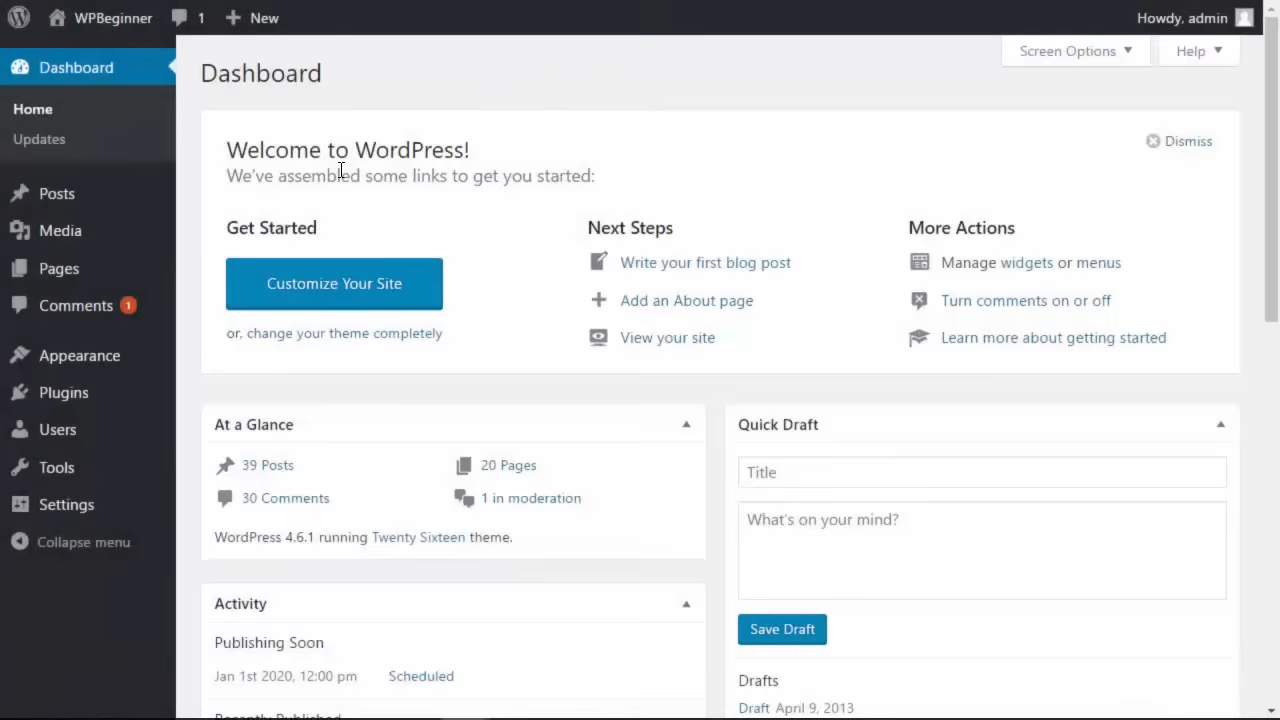 WPBeginner 1 New Howdy, admin
Screen Options Help
Dashboard
Home
Updates
Posts
Media
Pages
Comments 1
Appearance
Plugins
Users
Tools
Settings
Collapse menu
Dashboard
Welcome to WordPress!
Dismiss
We've assembled some links to get you started:
Get Started
Customize Your Site
or, change your theme completely
Next Steps
Write your first blog post
Add an About page
View your site
More Actions
Manage widgets or menus
Turn comments on or off
Learn more about getting started
At a Glance
39 Posts 20 Pages
30 Comments 1 in moderation
WordPress 4.6.1 running Twenty Sixteen theme.
Activity
Publishing Soon
Jan 1st 2020, 12:00 pm Scheduled
Recently Published
Quick Draft
Title
What's on your mind?
Save Draft
Drafts
Draft April 9, 2013